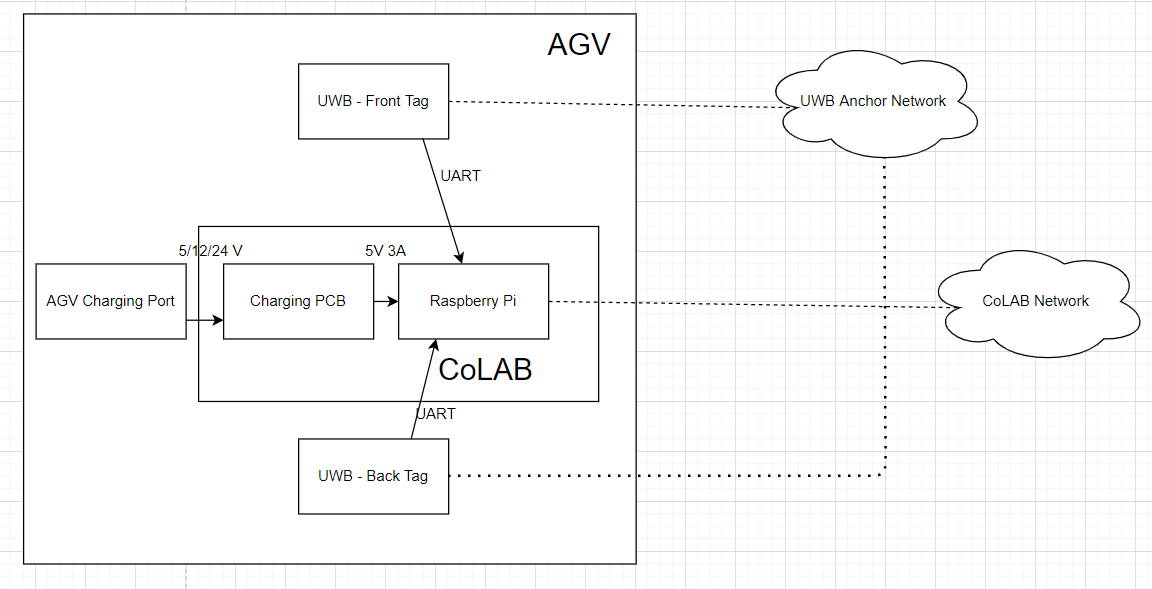 AGV
UWB - Front Tag
UWB Anchor Network
UART
5/12/24 V
5V 3A
AGV Charging Port
Charging PCB
Raspberry Pi
CoLAB Network
CoLAB
UART
UWB - Back Tag